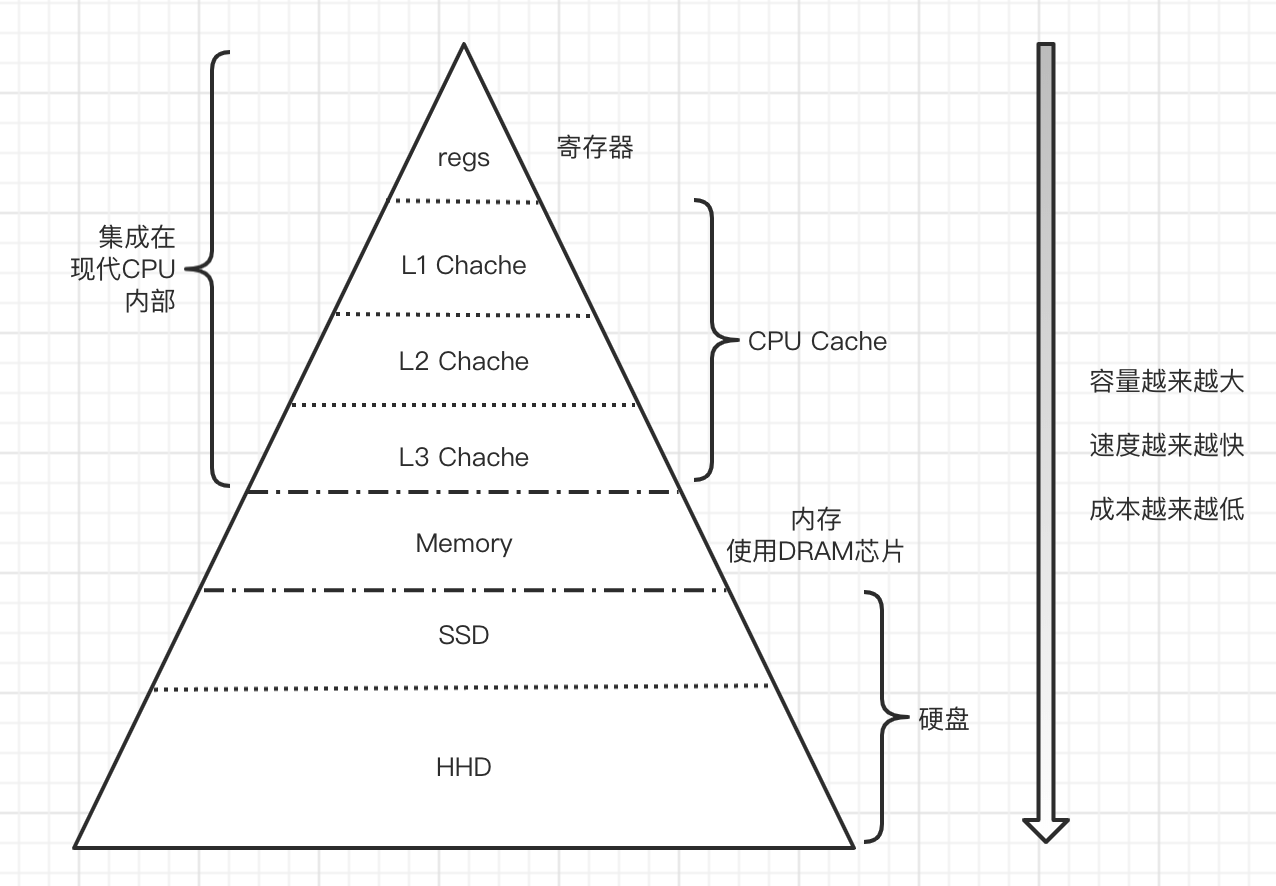 regs
寄存器
集成在
现代CPU
内部
L1 Chache
L2 Chache
L3 Chache
CPU Cache
容量越来越大
速度越来越快
成本越来越低
Memory
内存
使用DRAM芯片
SSD
HHD
硬盘